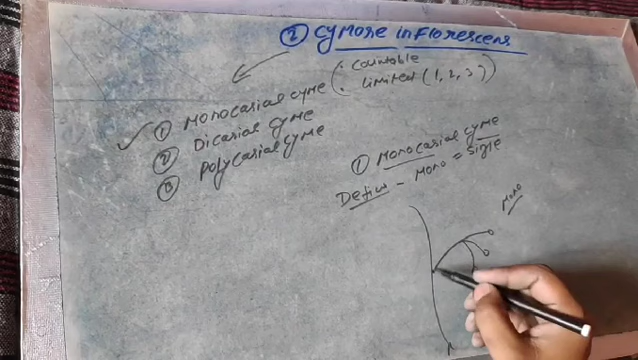 ② Cymose inflorescens
① Monocasial cyme ( . countable
. limited (1, 2, 3) )
② Dicasial cyme
③ Polycasial cyme
① Monocasial cyme
Define - Mono = Single
Mono